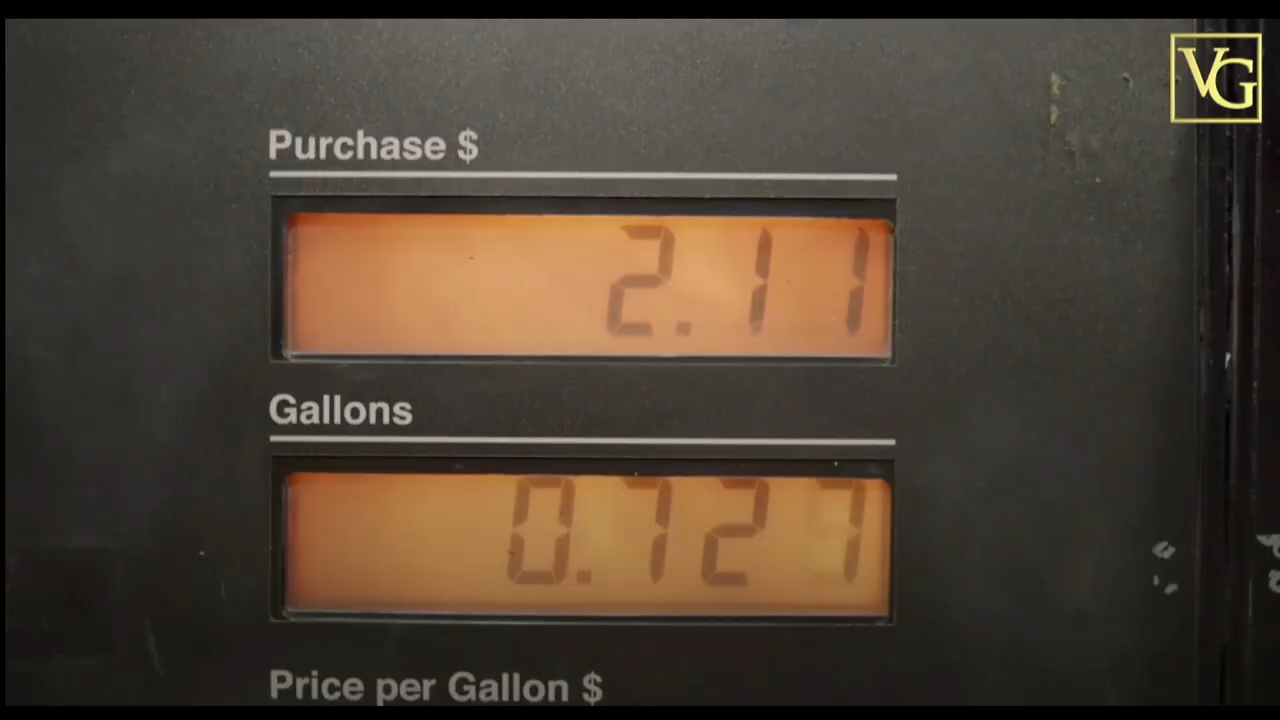 VG
Purchase $
2.11
Gallons
0.727
Price per Gallon $